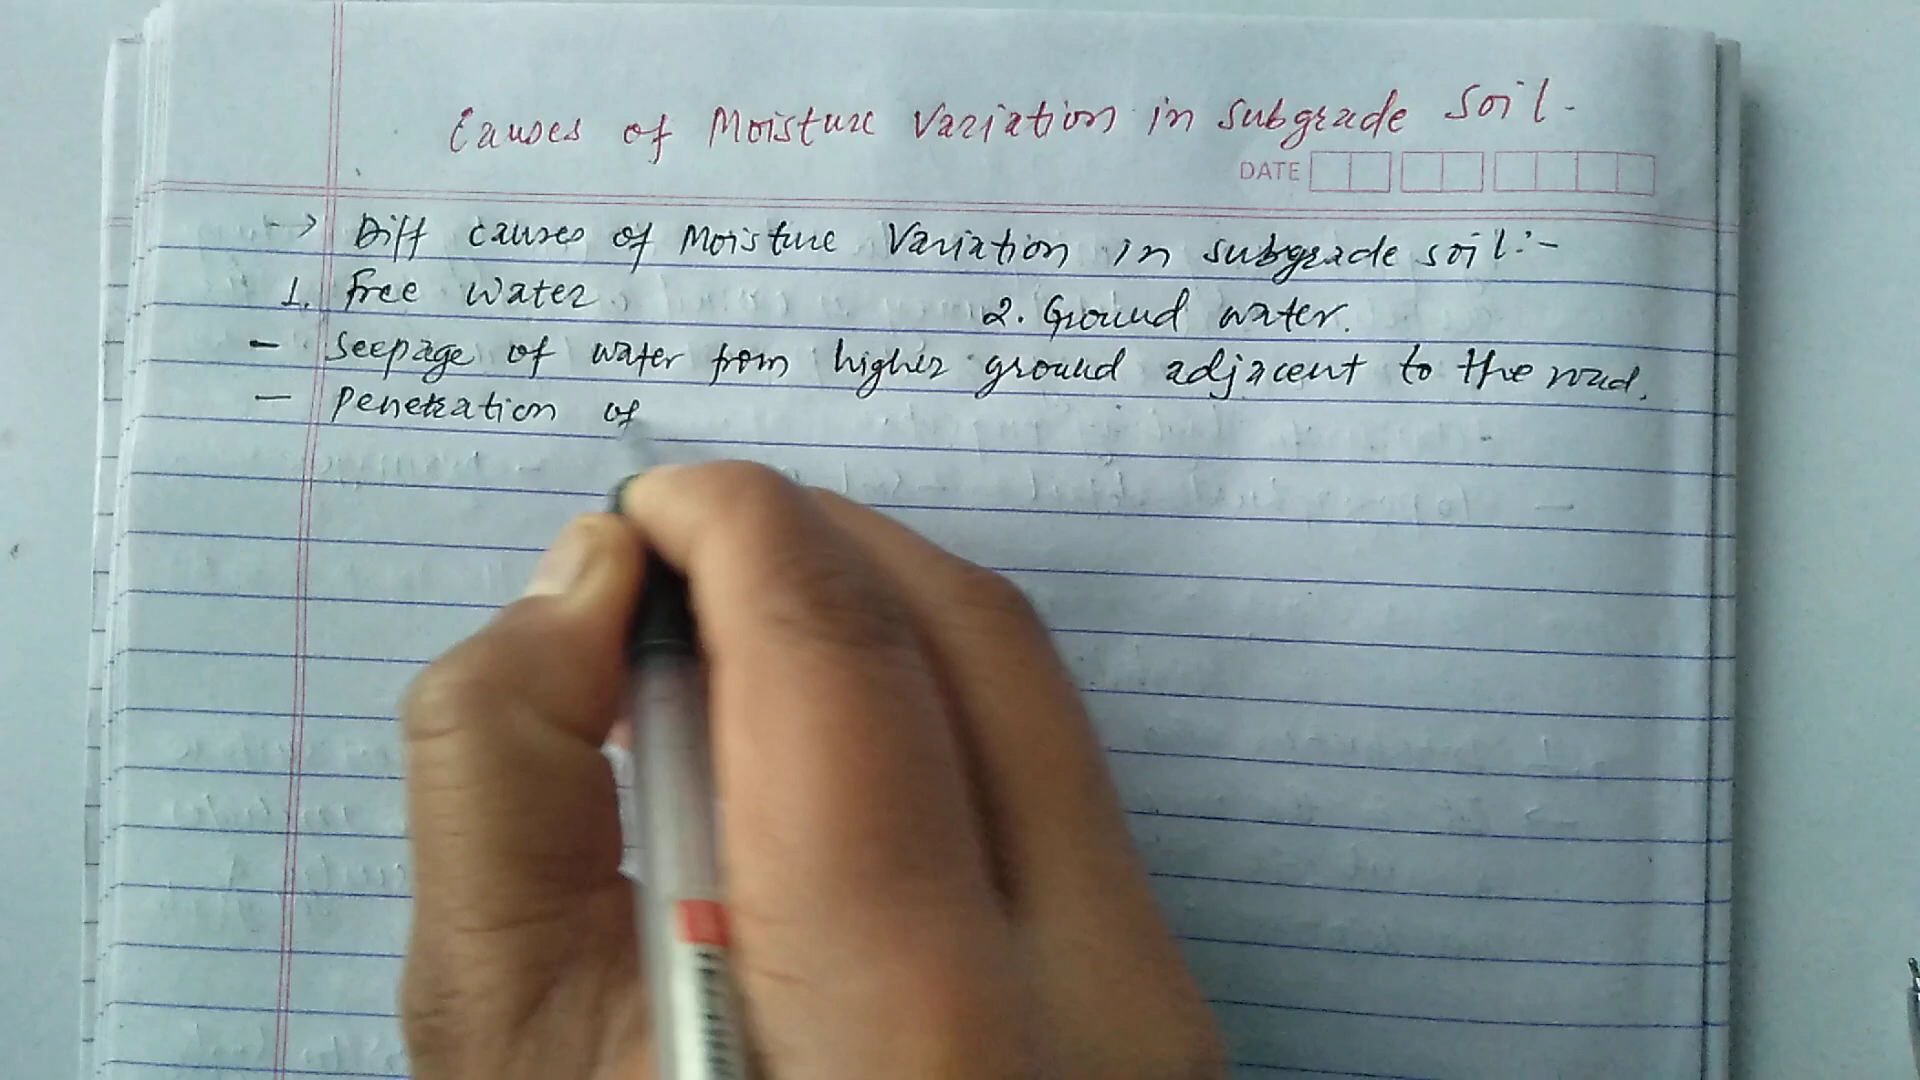 Causes of Moisture Variation in Subgrade Soil -
DATE
-> Diff causes of Moisture Variation in subgrade soil:-
1. Free Water 2. Ground water.
- Seepage of water from higher ground adjacent to the road.
- Penetration of